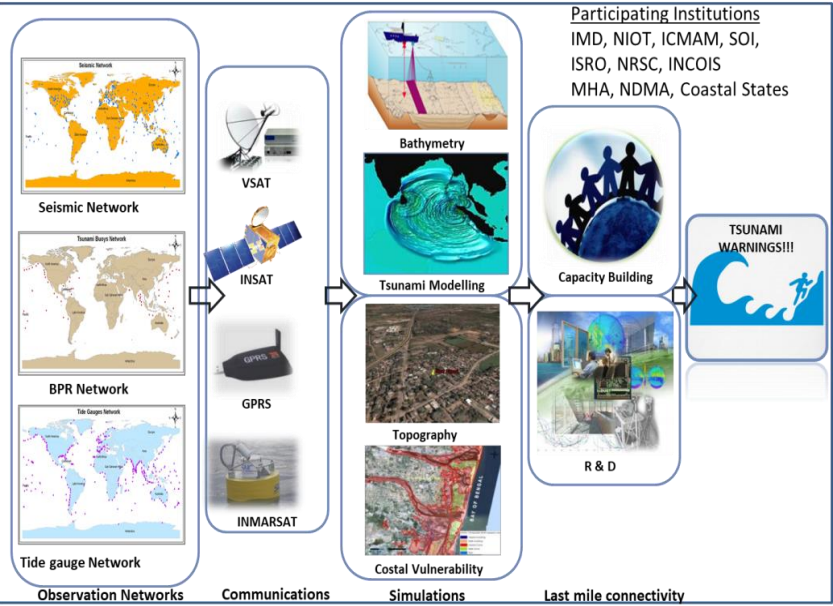 Participating Institutions
IMD, NIOT, ICMAM, SOI,
ISRO, NRSC, INCOIS
MHA, NDMA, Coastal States
Seismic Network
Seismic Network
Tsunami Buoys Network
BPR Network
Tide Gauges Network
Tide gauge Network
Observation Networks
VSAT
INSAT
GPRS
GPRS
INMARSAT
Communications
Bathymetry
Tsunami Modelling
Topography
BAY OF BENGAL
Costal Vulnerability
Simulations
Capacity Building
R & D
Last mile connectivity
TSUNAMI
WARNINGS!!!